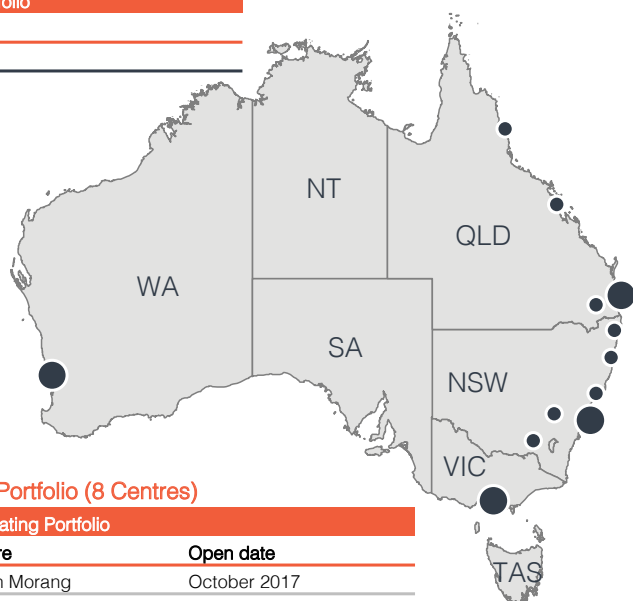 olio
NT
QLD
WA
SA
NSW
VIC
Portfolio (8 Centres)
ating Portfolio
re Open date
n Morang October 2017
TAS